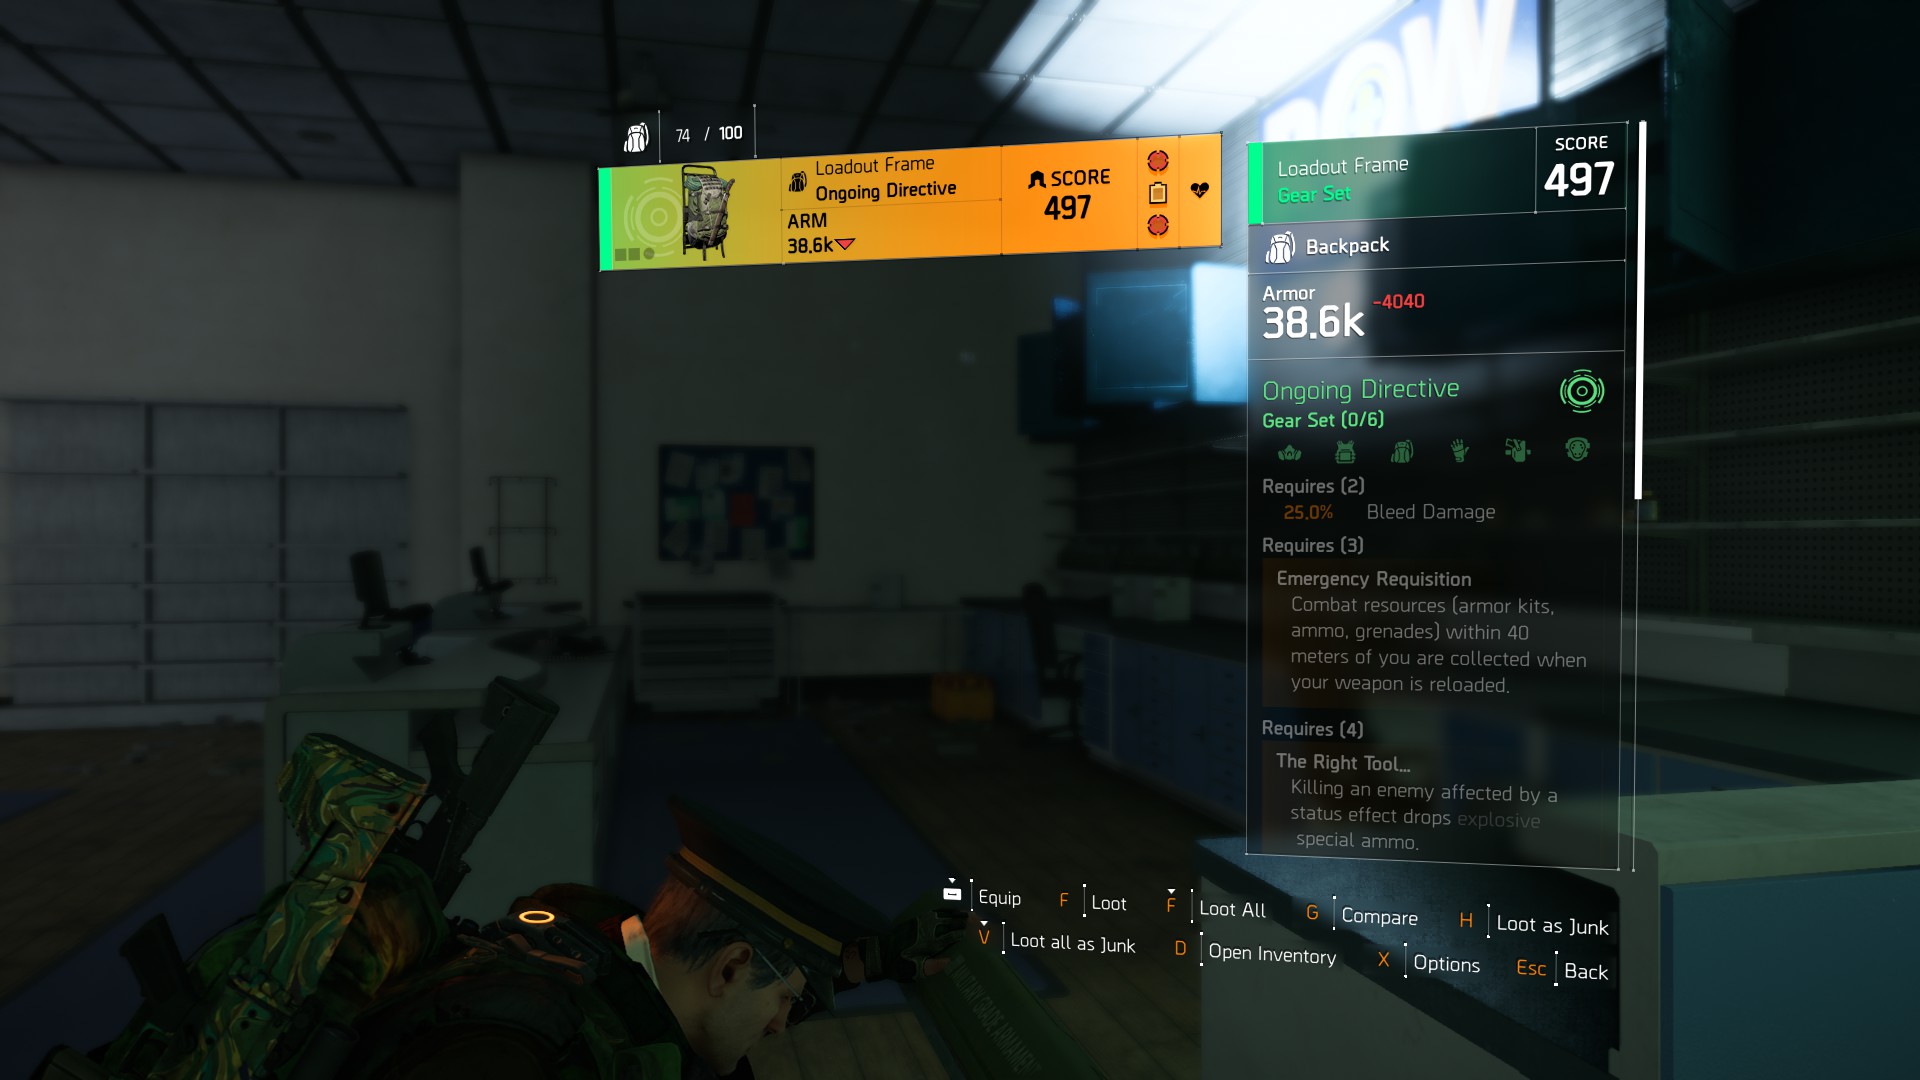 74 / 100
Loadout Frame
Ongoing Directive
ARM
38.6k
SCORE
497
POW
Loadout Frame
Gear Set
SCORE
497
Backpack
Armor
38.6k -4040
Ongoing Directive
Gear Set (0/6)
Requires (2)
25.0% Bleed Damage
Requires (3)
Emergency Requisition
Combat resources (armor kits,
ammo, grenades) within 40
meters of you are collected when
your weapon is reloaded.
Requires (4)
The Right Tool...
Killing an enemy affected by a
status effect drops explosive
special ammo.
Equip F Loot F Loot All G Compare H Loot as Junk
V Loot all as Junk D Open Inventory X Options Esc Back
MILITARY GRADE ARMAMENT